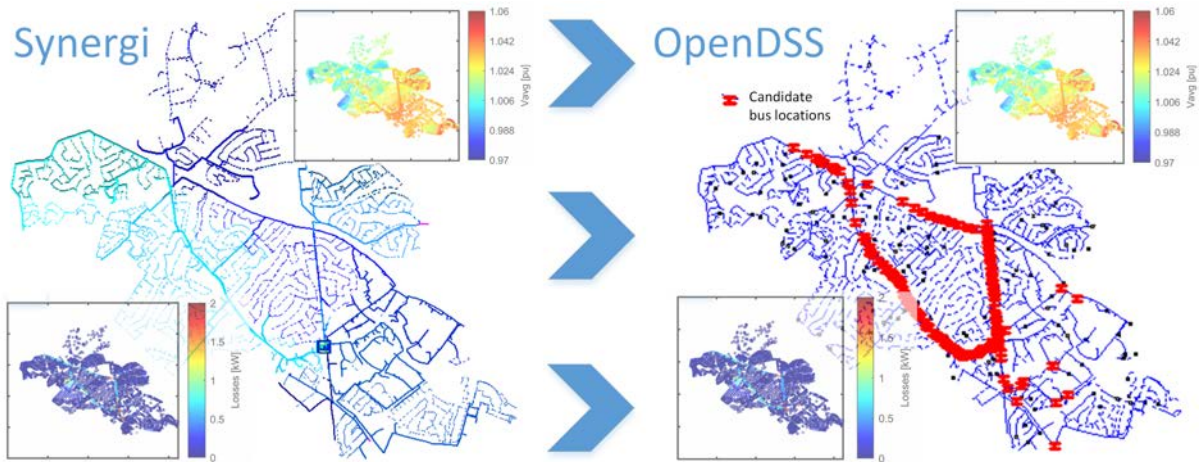 Synergi
1.06
1.042
1.024
1.006
0.988
0.97
Vavg [pu]
2
1.5
1
0.5
0
Losses [kW]
OpenDSS
Candidate
bus locations
1.06
1.042
1.024
1.006
0.988
0.97
Vavg [pu]
2
1.5
1
0.5
0
Losses [kW]